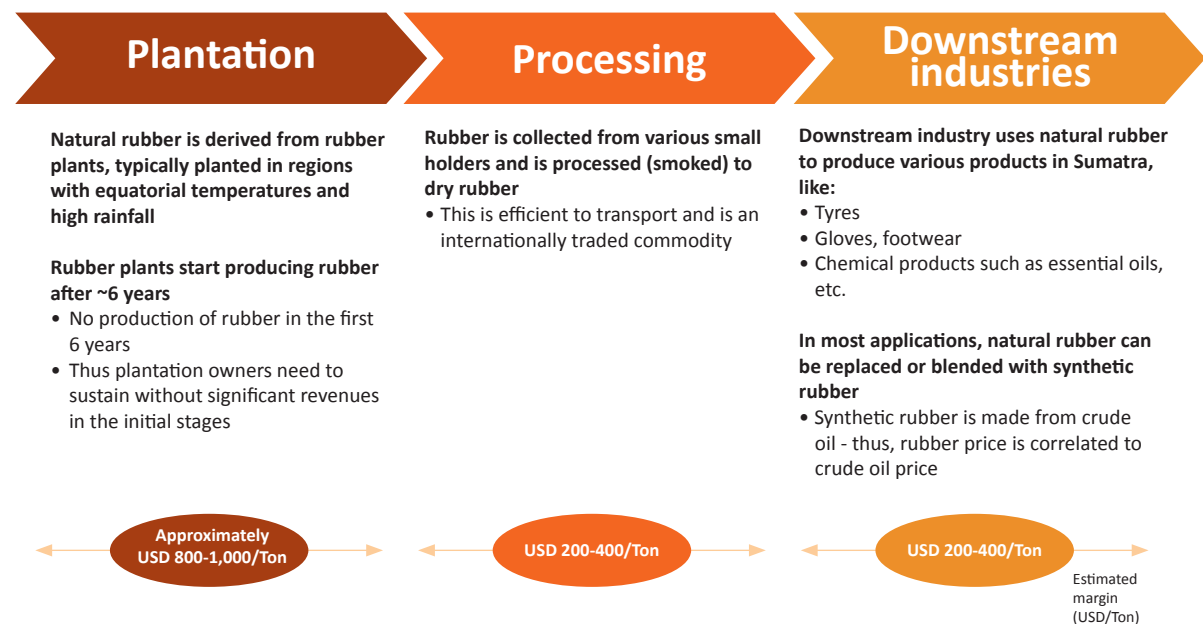 Plantation
Natural rubber is derived from rubber
plants, typically planted in regions
with equatorial temperatures and
high rainfall
Rubber plants start producing rubber
after ~6 years
• No production of rubber in the first
6 years
• Thus plantation owners need to
sustain without significant revenues
in the initial stages
Approximately
USD 800-1,000/Ton
Processing
Rubber is collected from various small
holders and is processed (smoked) to
dry rubber
• This is efficient to transport and is an
internationally traded commodity
USD 200-400/Ton
Downstream
industries
Downstream industry uses natural rubber
to produce various products in Sumatra,
like:
• Tyres
• Gloves, footwear
• Chemical products such as essential oils,
etc.
In most applications, natural rubber can
be replaced or blended with synthetic
rubber
• Synthetic rubber is made from crude
oil - thus, rubber price is correlated to
crude oil price
USD 200-400/Ton
Estimated
margin
(USD/Ton)